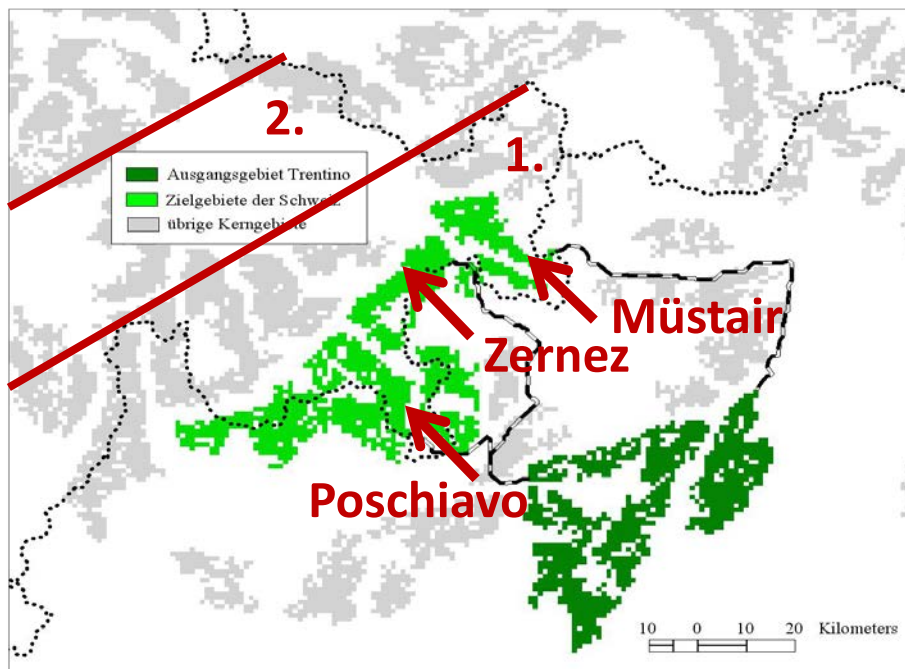 2.
1.
Ausgangsgebiet Trentino
Zielgebiete der Schweiz
übrige Kerngebiete
Müstair
Zernez
Poschiavo
10 0 10 20 Kilometers